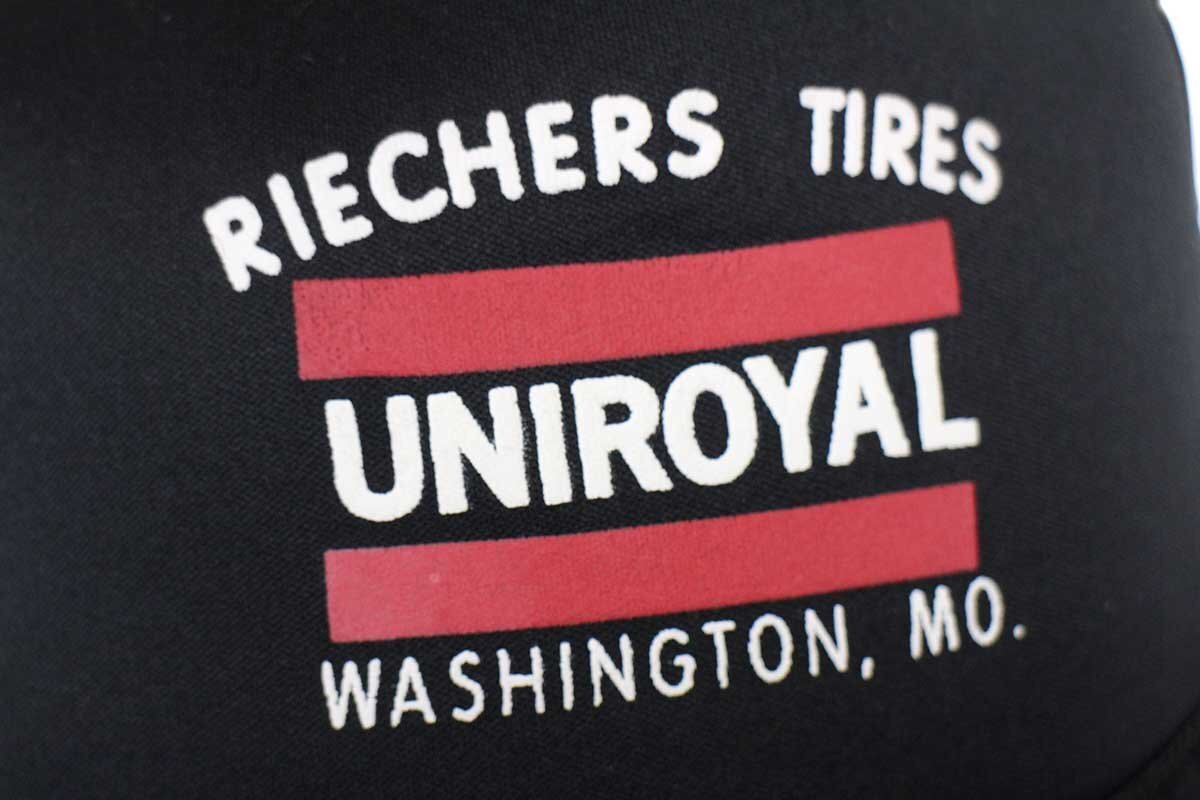 RIECHERS TIRES
UNIROYAL
WASHINGTON, MO.